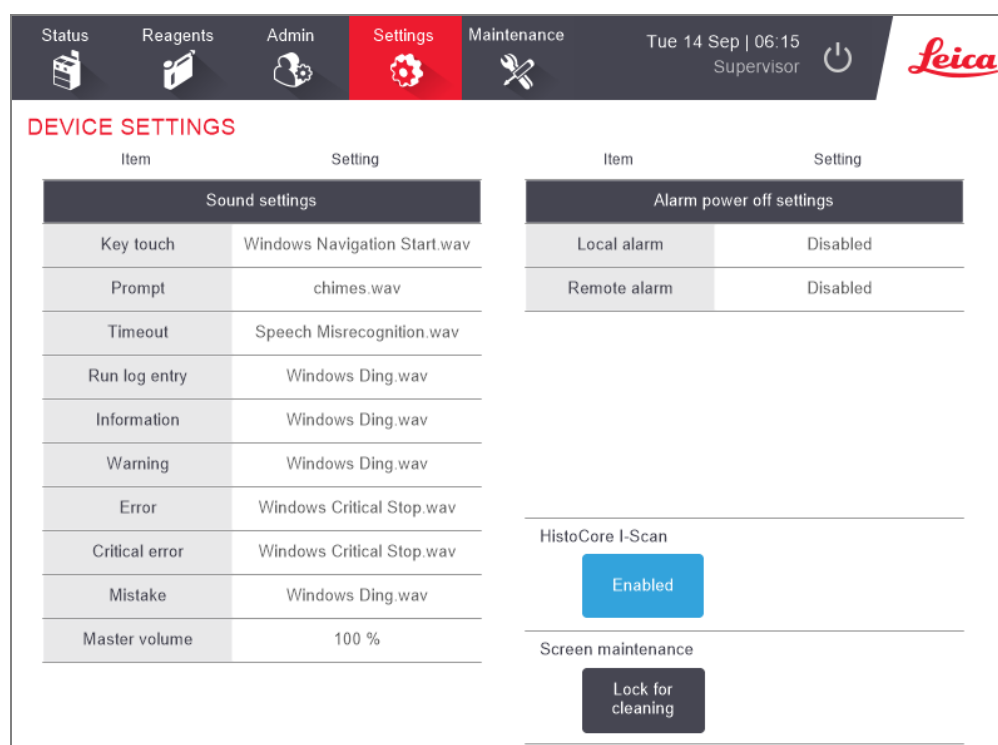 Status Reagents Admin Settings Maintenance Tue 14 Sep | 06:15
Supervisor
Leica
DEVICE SETTINGS
Item Setting
Sound settings
Key touch Windows Navigation Start.wav
Prompt chimes.wav
Timeout Speech Misrecognition.wav
Run log entry Windows Ding.wav
Information Windows Ding.wav
Warning Windows Ding.wav
Error Windows Critical Stop.wav
Critical error Windows Critical Stop.wav
Mistake Windows Ding.wav
Master volume 100 %
Item Setting
Alarm power off settings
Local alarm Disabled
Remote alarm Disabled
HistoCore I-Scan
Enabled
Screen maintenance
Lock for
cleaning